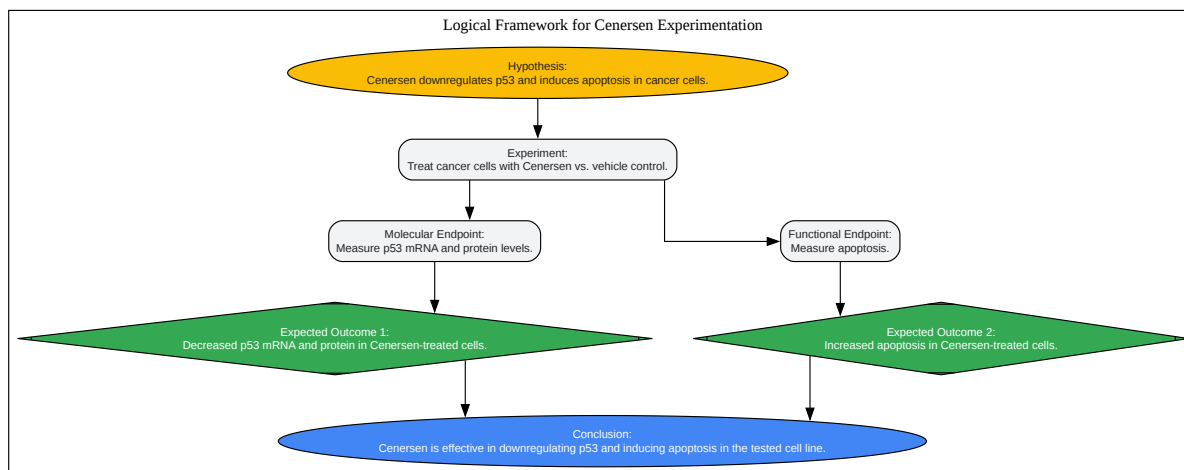 Logical Framework for Cenersen Experimentation
Hypothesis:
Cenersen downregulates p53 and induces apoptosis in cancer cells.
Experiment:
Treat cancer cells with Cenersen vs. vehicle control.
Molecular Endpoint:
Measure p53 mRNA and protein levels.
Functional Endpoint:
Measure apoptosis.
Expected Outcome 1:
Decreased p53 mRNA and protein in Cenersen-treated cells.
Expected Outcome 2:
Increased apoptosis in Cenersen-treated cells.
Conclusion:
Cenersen is effective in downregulating p53 and inducing apoptosis in the tested cell line.